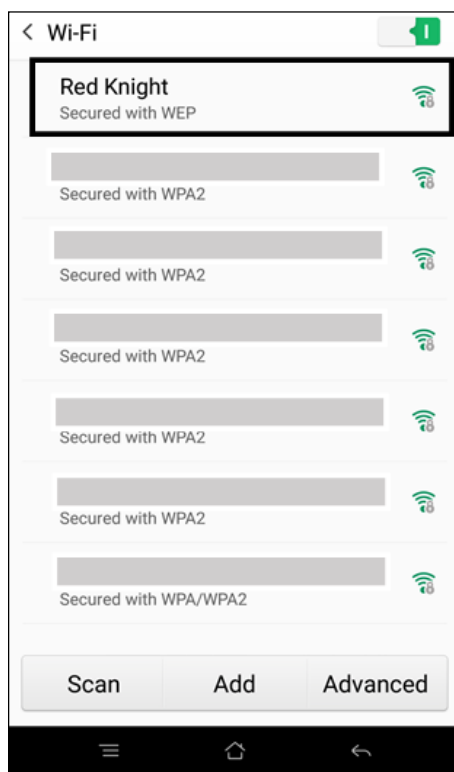 Wi-Fi
Red Knight
Secured with WEP
Secured with WPA2
Secured with WPA2
Secured with WPA2
Secured with WPA2
Secured with WPA2
Secured with WPA/WPA2
Scan Add Advanced